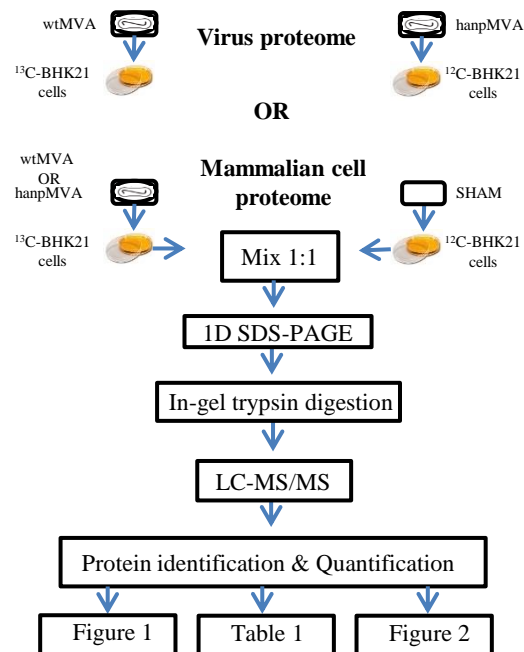 wtMVA
Virus proteome
hanpMVA
¹³C-BHK21
cells
¹²C-BHK21
cells
OR
wtMVA
OR
hanpMVA
Mammalian cell
proteome
SHAM
¹³C-BHK21
cells
Mix 1:1
¹²C-BHK21
cells
1D SDS-PAGE
In-gel trypsin digestion
LC-MS/MS
Protein identification & Quantification
Figure 1
Table 1
Figure 2